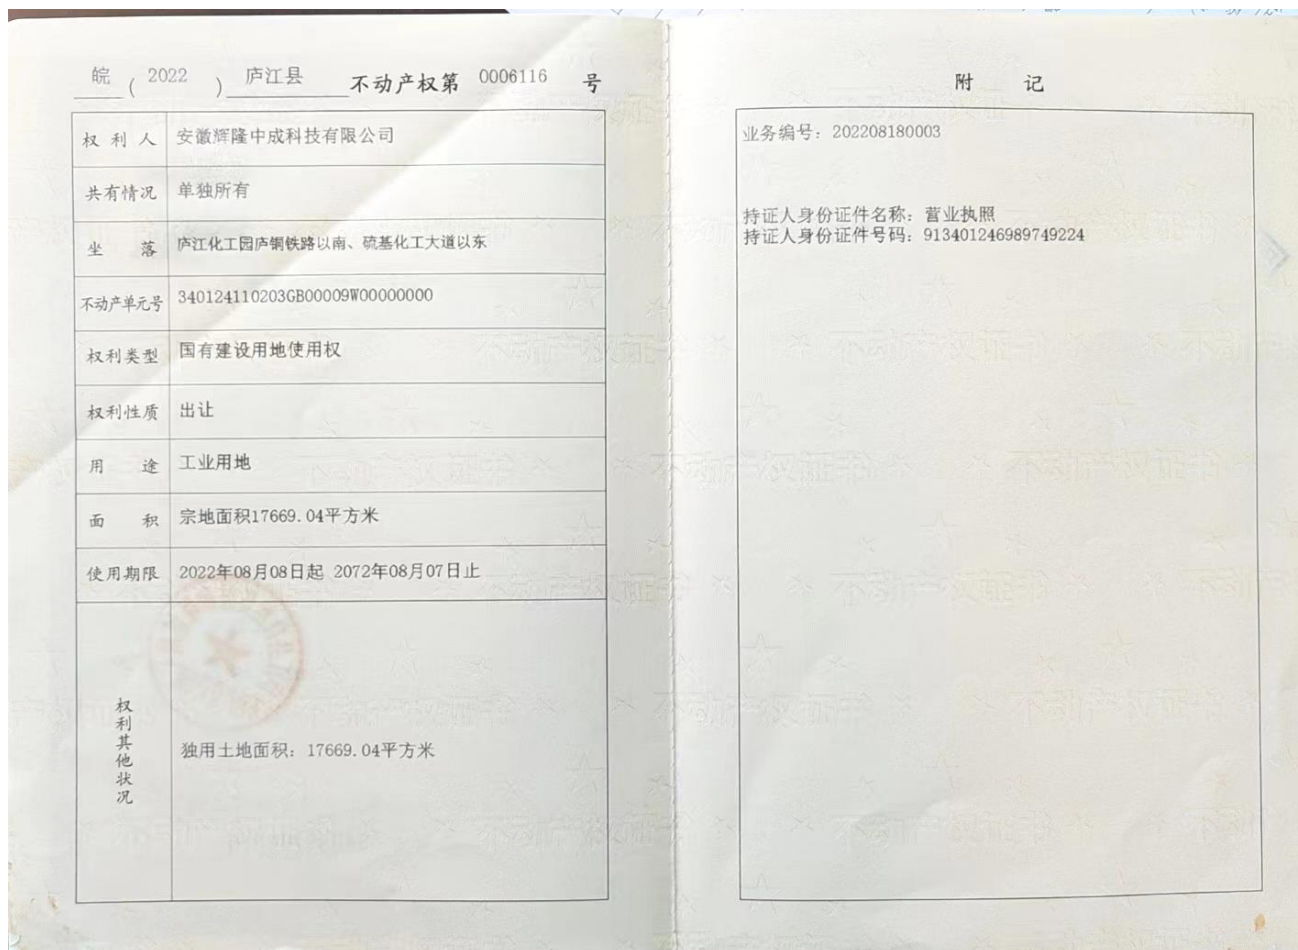 皖(2022)庐江县不动产权第0006116号
权利人 安徽辉隆中成科技有限公司
共有情况 单独所有
坐落 庐江化工园庐铜铁路以南、硫基化工大道以东
不动产单元号 340124110203GB00009W00000000
权利类型 国有建设用地使用权
权利性质 出让
用途 工业用地
面积 宗地面积17669.04平方米
使用期限 2022年08月08日起 2072年08月07日止
权利其他状况 独用土地面积：17669.04平方米
附记
业务编号：202208180003
持证人身份证件名称：营业执照
持证人身份证件号码：913401246989749224